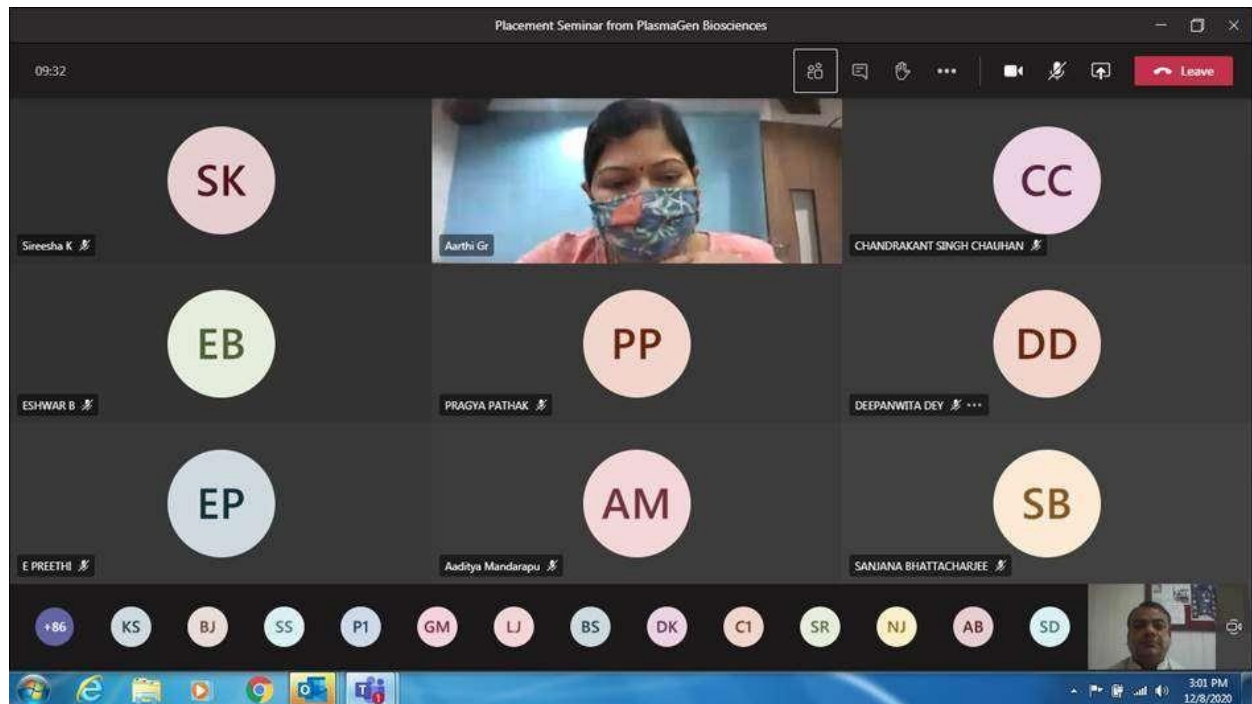 Placement Seminar from PlasmaGen Biosciences
09:32
Leave
SK
CC
Sireesha K
Aarthi Gr
CHANDRAKANT SINGH CHAUHAN
EB
PP
DD
ESHWAR B
PRAGYA PATHAK
DEEPANWITA DEY
EP
AM
SB
E PREETHI
Aaditya Mandarapu
SANJANA BHATTACHARJEE
+86
KS
BJ
SS
P1
GM
LJ
BS
DK
C1
SR
NJ
AB
SD
3:01 PM
12/8/2020